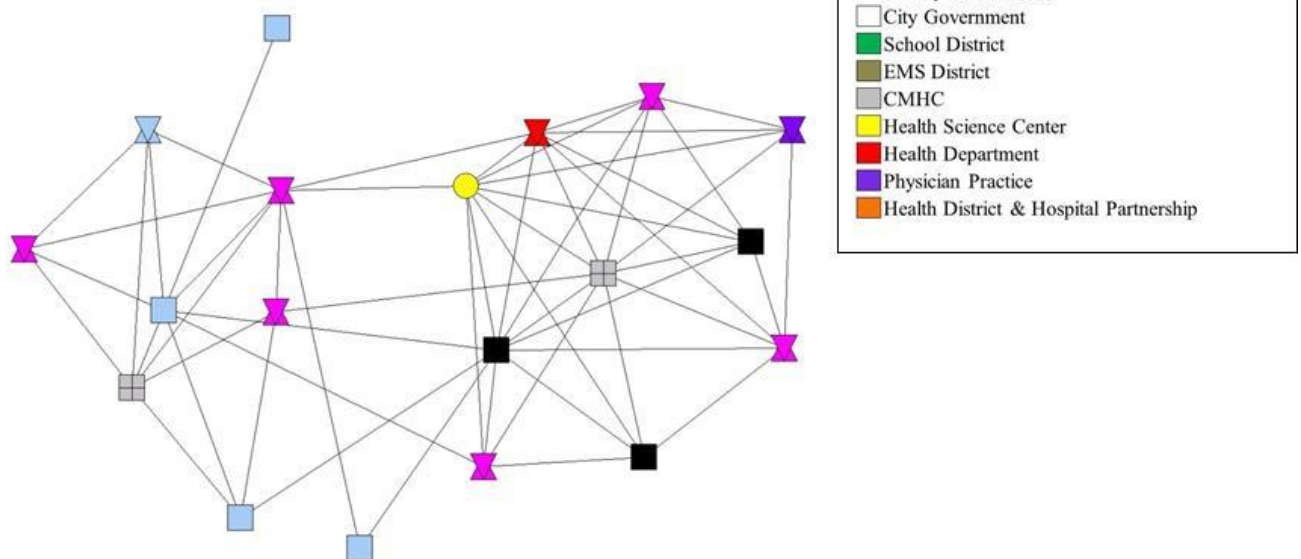 City Government
School District
EMS District
CMHC
Health Science Center
Health Department
Physician Practice
Health District & Hospital Partnership